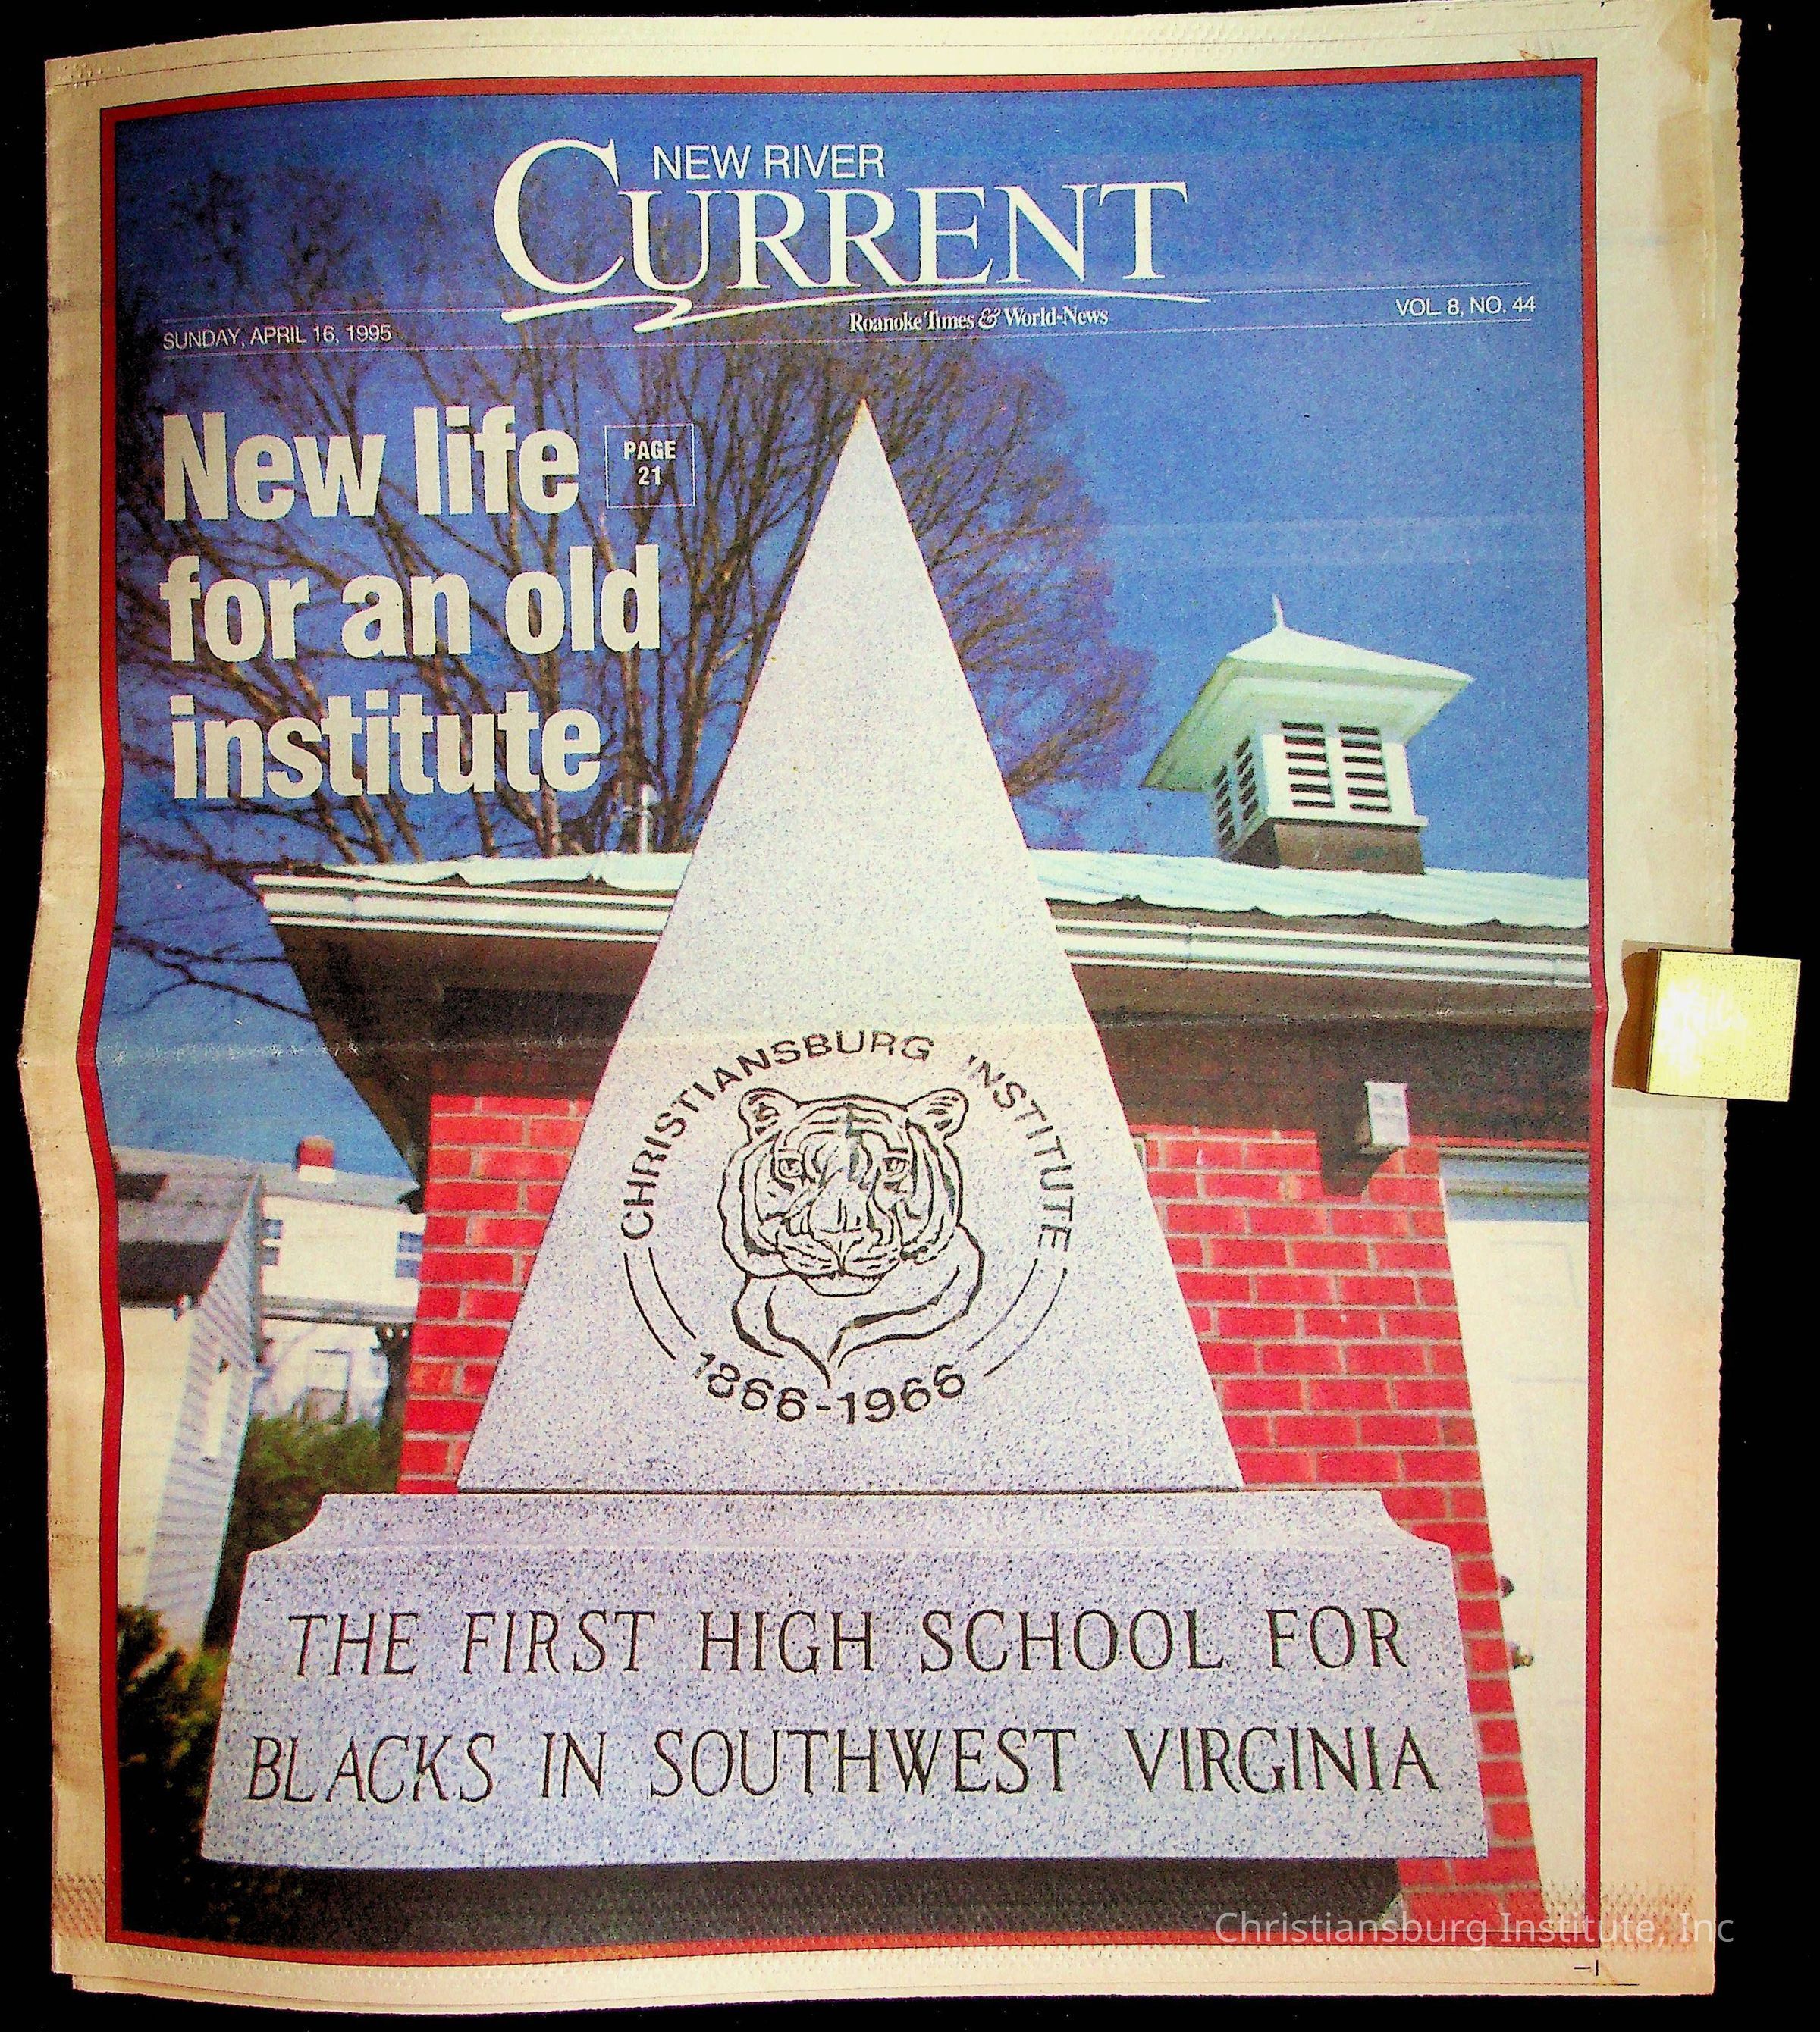 NEW RIVER
CURRENT
SUNDAY, APRIL 16, 1995
Roanoke Times & World-News
VOL. 8, NO. 44
New life
PAGE
21
for an old
institute
CHRISTIANSBURG INSTITUTE
1866-1966
THE FIRST HIGH SCHOOL FOR
BLACKS IN SOUTHWEST VIRGINIA
Christiansburg Institute, Inc